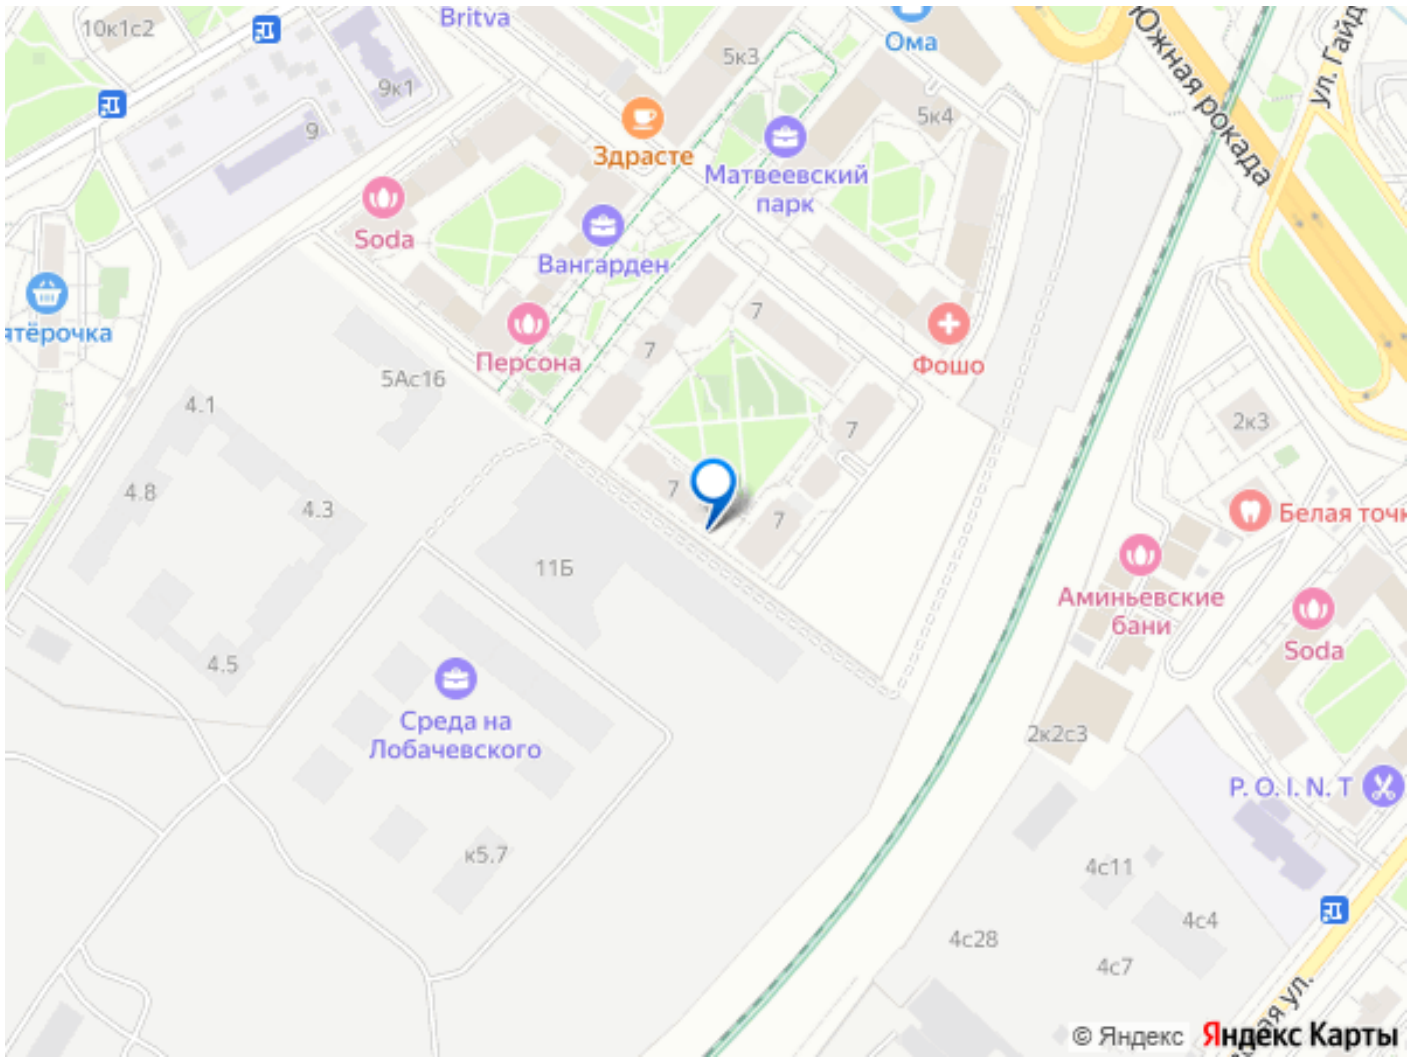 10к1с2
Britva
Ома
Южная рокада
ул. Гайд
5к3
9к1
9
5к4
Здрасте
Матвеевский
парк
Soda
Вангарден
ятёрочка
Персона
7
7
Фошо
5Ас16
4.1
7
2к3
4.8
4.3
7
7
Белая точк
11Б
Аминьевские
бани
Soda
4.5
Среда на
Лобачевского
2к2с3
P. O. I. N. T
к5.7
4с11
4с4
4с28
4с7
ная ул.
© Яндекс Яндекс Карты